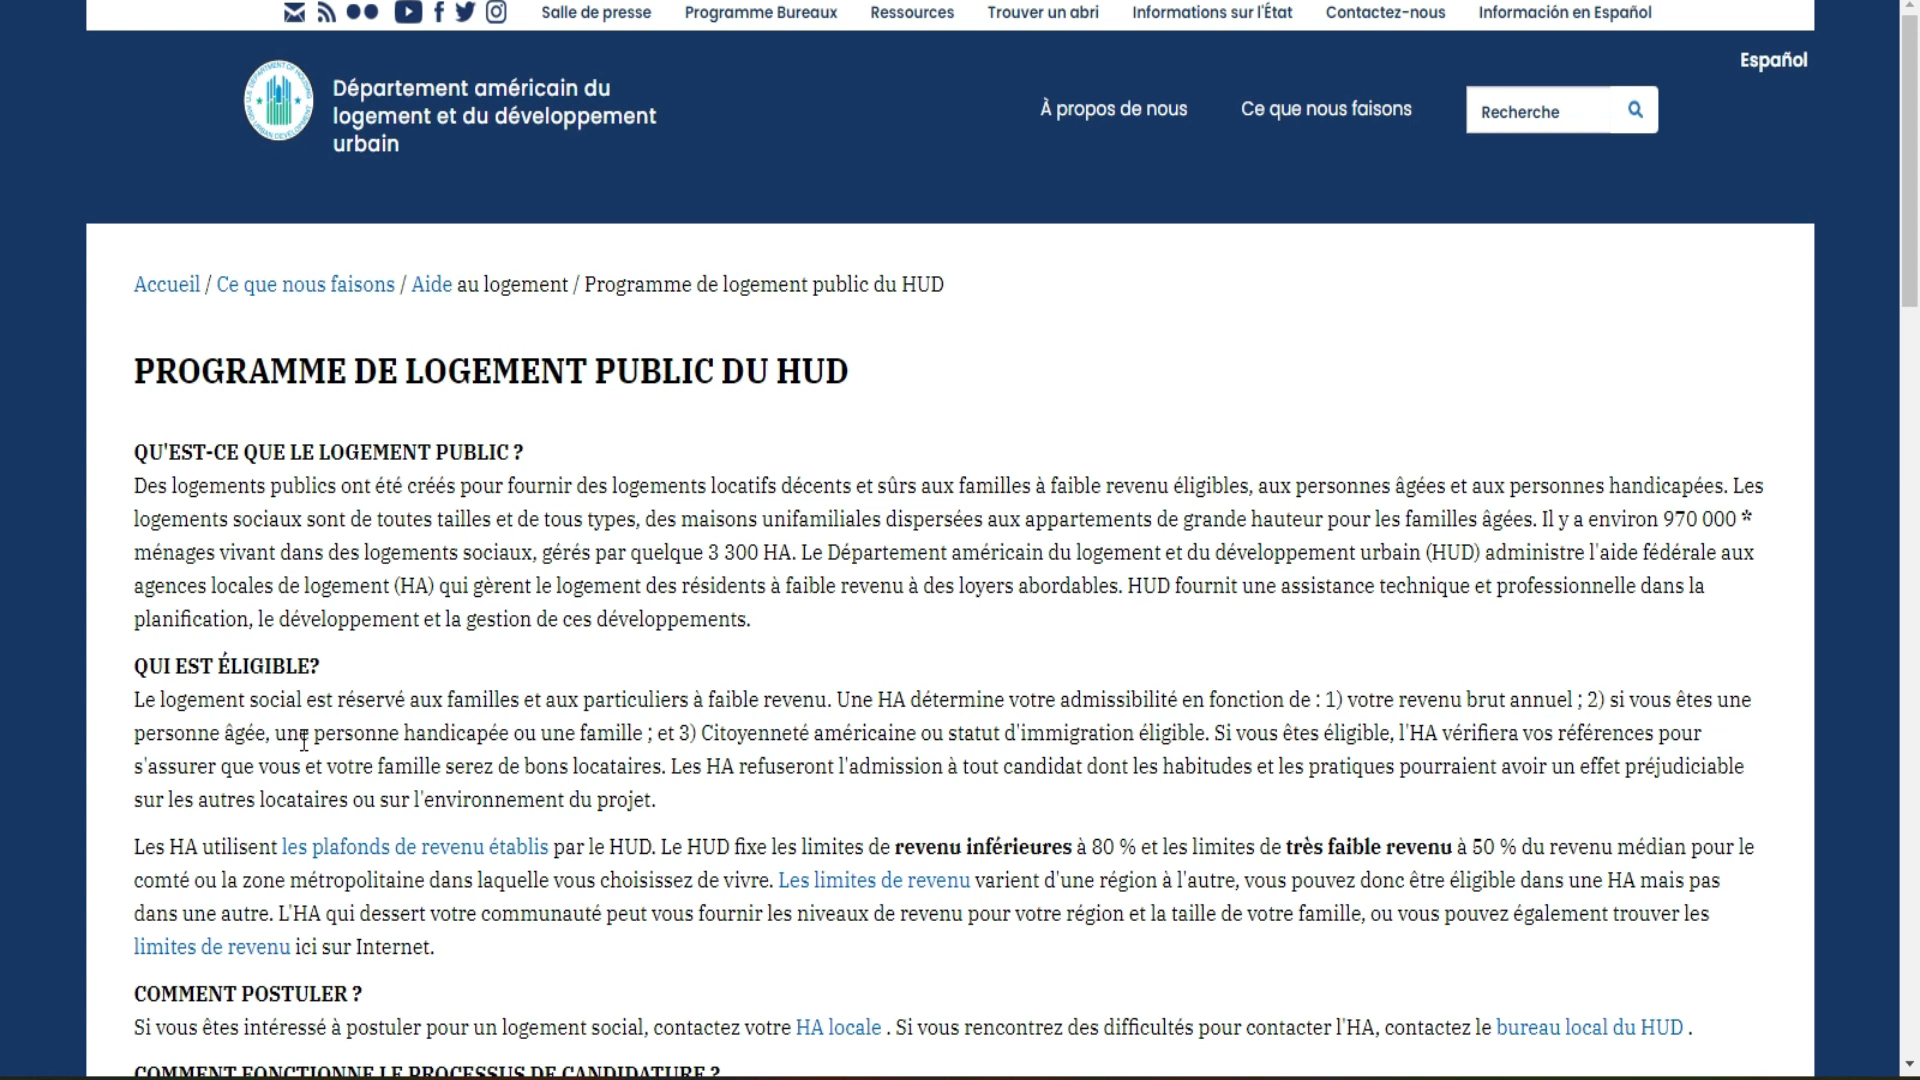 Salle de presse Programme Bureaux Ressources Trouver un abri Informations sur l'État Contactez-nous Información en Español
Español
Département américain du
logement et du développement
urbain
À propos de nous Ce que nous faisons Recherche
Accueil / Ce que nous faisons / Aide au logement / Programme de logement public du HUD
PROGRAMME DE LOGEMENT PUBLIC DU HUD
QU'EST-CE QUE LE LOGEMENT PUBLIC ?
Des logements publics ont été créés pour fournir des logements locatifs décents et sûrs aux familles à faible revenu éligibles, aux personnes âgées et aux personnes handicapées. Les
logements sociaux sont de toutes tailles et de tous types, des maisons unifamiliales dispersées aux appartements de grande hauteur pour les familles âgées. Il y a environ 970 000 *
ménages vivant dans des logements sociaux, gérés par quelque 3 300 HA. Le Département américain du logement et du développement urbain (HUD) administre l'aide fédérale aux
agences locales de logement (HA) qui gèrent le logement des résidents à faible revenu à des loyers abordables. HUD fournit une assistance technique et professionnelle dans la
planification, le développement et la gestion de ces développements.
QUI EST ÉLIGIBLE?
Le logement social est réservé aux familles et aux particuliers à faible revenu. Une HA détermine votre admissibilité en fonction de : 1) votre revenu brut annuel ; 2) si vous êtes une
personne âgée, une personne handicapée ou une famille ; et 3) Citoyenneté américaine ou statut d'immigration éligible. Si vous êtes éligible, l'HA vérifiera vos références pour
s'assurer que vous et votre famille serez de bons locataires. Les HA refuseront l'admission à tout candidat dont les habitudes et les pratiques pourraient avoir un effet préjudiciable
sur les autres locataires ou sur l'environnement du projet.
Les HA utilisent les plafonds de revenu établis par le HUD. Le HUD fixe les limites de revenu inférieures à 80 % et les limites de très faible revenu à 50 % du revenu médian pour le
comté ou la zone métropolitaine dans laquelle vous choisissez de vivre. Les limites de revenu varient d'une région à l'autre, vous pouvez donc être éligible dans une HA mais pas
dans une autre. L'HA qui dessert votre communauté peut vous fournir les niveaux de revenu pour votre région et la taille de votre famille, ou vous pouvez également trouver les
limites de revenu ici sur Internet.
COMMENT POSTULER ?
Si vous êtes intéressé à postuler pour un logement social, contactez votre HA locale . Si vous rencontrez des difficultés pour contacter l'HA, contactez le bureau local du HUD .
COMMENT FONCTIONNE LE PROCESSUS DE CANDIDATURE ?